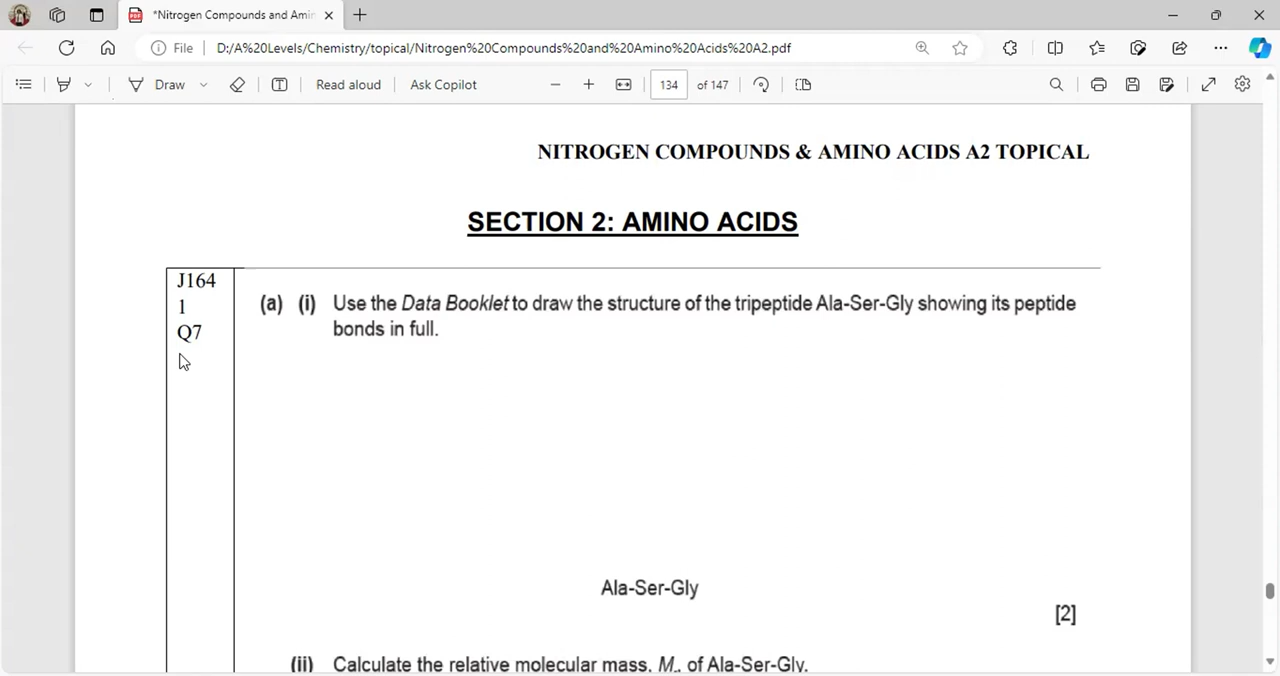 *Nitrogen Compounds and Amin
File
D:/A%20Levels/Chemistry/topical/Nitrogen%20Compounds%20and%20Amino%20Acids%20A2.pdf
Draw
Read aloud
Ask Copilot
134 of 147
NITROGEN COMPOUNDS & AMINO ACIDS A2 TOPICAL
SECTION 2: AMINO ACIDS
J164
1
Q7
(a) (i) Use the Data Booklet to draw the structure of the tripeptide Ala-Ser-Gly showing its peptide
bonds in full.
Ala-Ser-Gly
[2]
(ii) Calculate the relative molecular mass, Mr, of Ala-Ser-Gly.